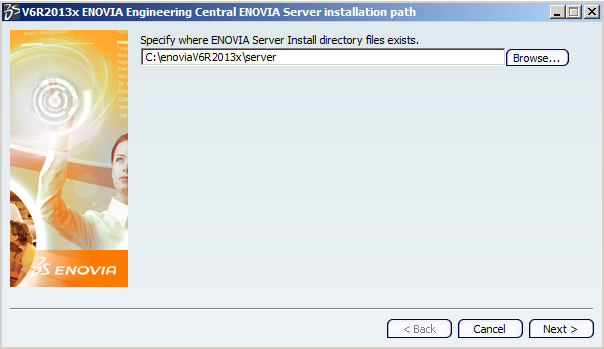 V6R2013x ENOVIA Engineering Central ENOVIA Server installation path
Specify where ENOVIA Server Install directory files exists.
C:\enoviaV6R2013x\server
Browse...
ENOVIA
< Back
Cancel
Next >